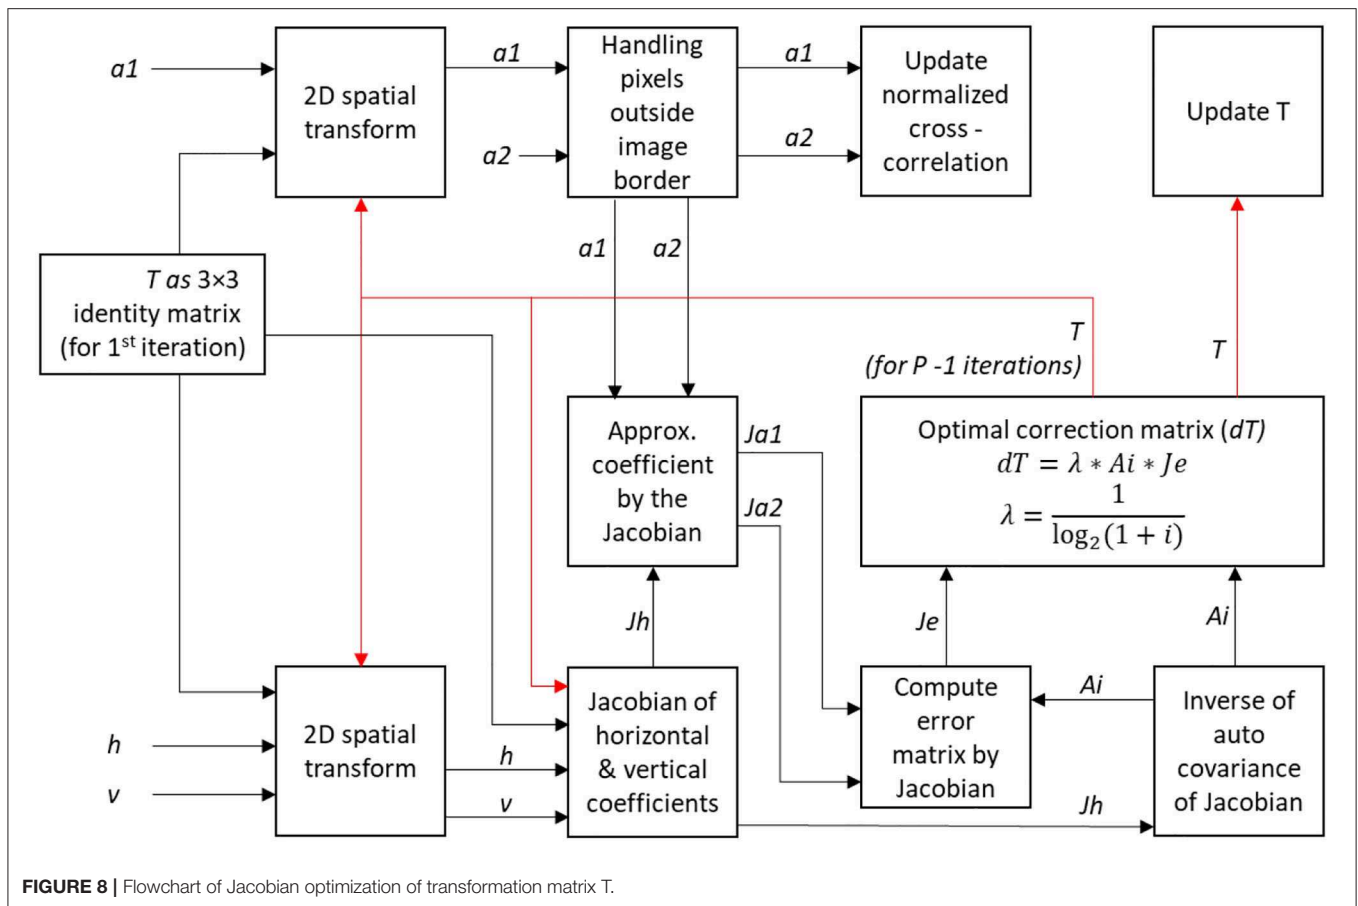 a1
2D spatial
transform
a1
a2
Handling
pixels
outside
image
border
a1
a2
Update
normalized
cross -
correlation
Update T
a1
a2
T as 3×3
identity matrix
(for 1st iteration)
T
(for P -1 iterations)
T
Approx.
coefficient
by the
Jacobian
Ja1
Ja2
Optimal correction matrix (dT)
dT = λ * Ai * Je
λ = 1 / log₂(1 + i)
Jh
Je
Ai
h
v
2D spatial
transform
h
v
Jacobian of
horizontal
& vertical
coefficients
Compute
error
matrix by
Jacobian
Ai
Jh
Inverse of
auto
covariance
of Jacobian
FIGURE 8 | Flowchart of Jacobian optimization of transformation matrix T.